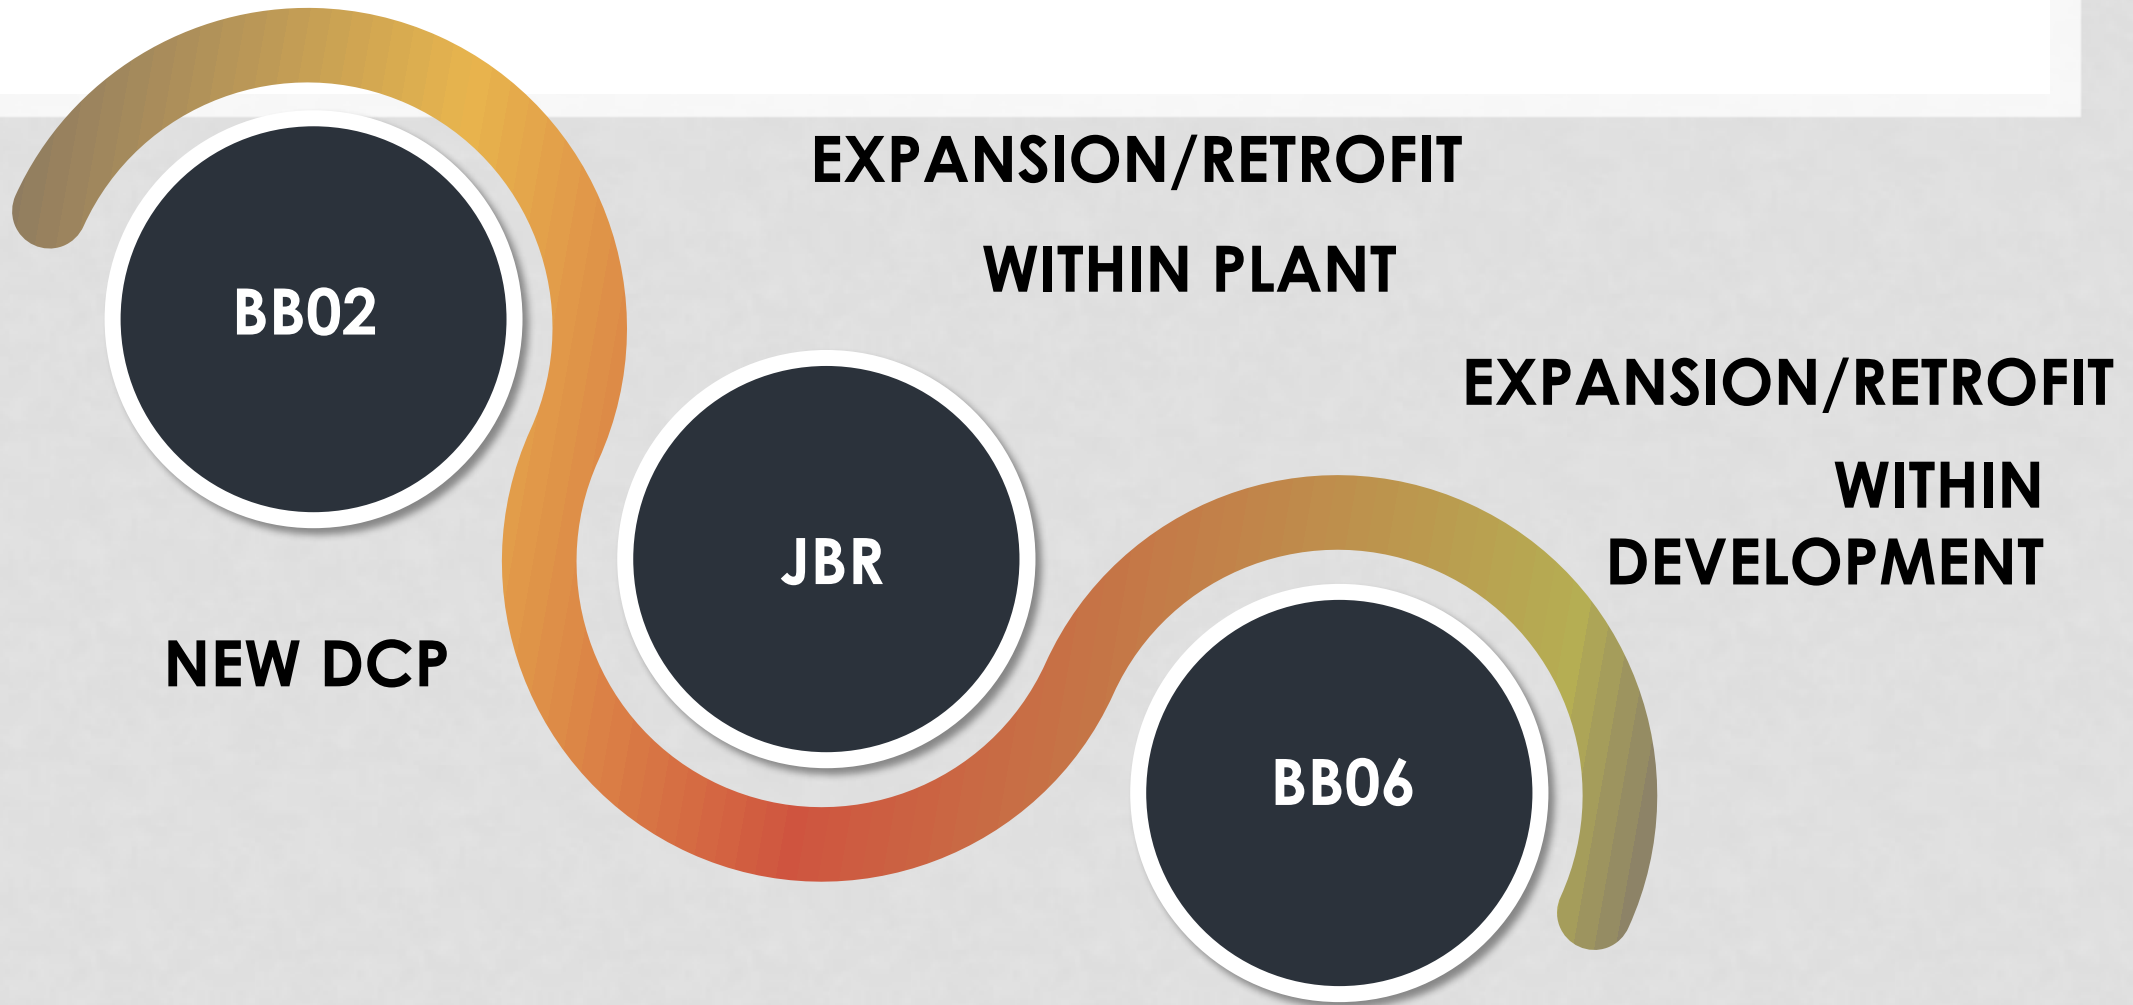 BB02
NEW DCP
EXPANSION/RETROFIT
WITHIN PLANT
JBR
EXPANSION/RETROFIT
WITHIN
DEVELOPMENT
BB06